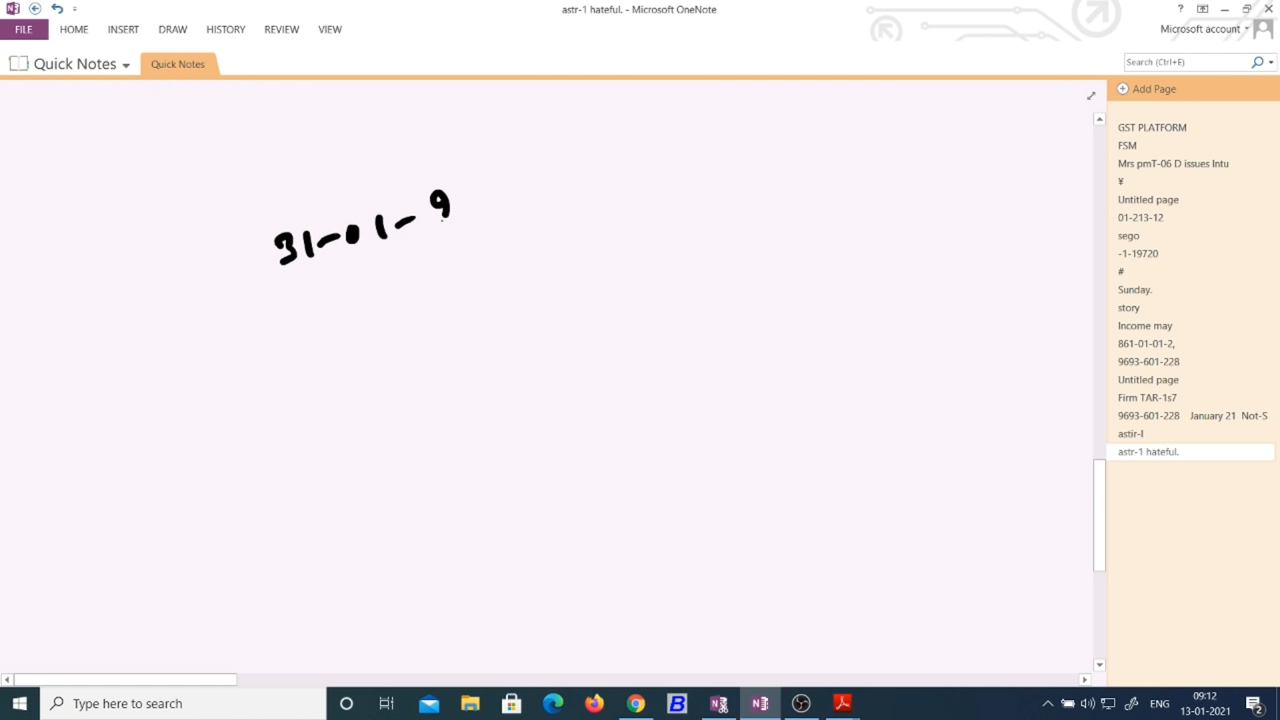 astr-1 hateful. - Microsoft OneNote
?
Microsoft account
FILE HOME INSERT DRAW HISTORY REVIEW VIEW
Quick Notes
Quick Notes
Search (Ctrl+E)
Add Page
GST PLATFORM
FSM
Mrs pmT-06 D issues Intu
¥
Untitled page
01-213-12
sego
-1-19720
#
Sunday.
story
Income may
861-01-01-2,
9693-601-228
Untitled page
Firm TAR-1s7
9693-601-228 January 21 Not-S
astir-I
astr-1 hateful.
31-01-9
Type here to search
B
ENG
09:12
13-01-2021
2